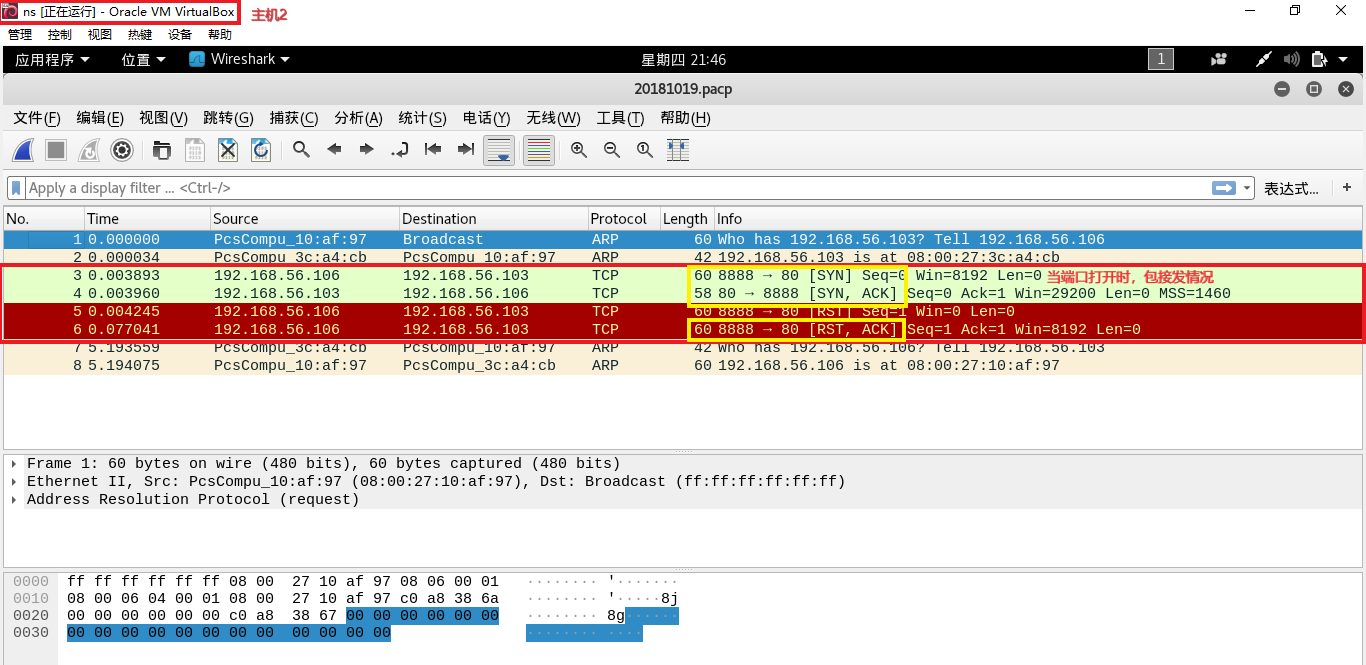 ns [正在运行] - Oracle VM VirtualBox 主机2
管理 控制 视图 热键 设备 帮助
应用程序 位置 Wireshark 星期四 21:46 1
20181019.pacp
文件(F) 编辑(E) 视图(V) 跳转(G) 捕获(C) 分析(A) 统计(S) 电话(Y) 无线(W) 工具(T) 帮助(H)
Apply a display filter ... <Ctrl-/> 表达式… +
No. Time Source Destination Protocol Length Info
1 0.000000 PcsCompu_10:af:97 Broadcast ARP 60 Who has 192.168.56.103? Tell 192.168.56.106
2 0.000034 PcsCompu_3c:a4:cb PcsCompu_10:af:97 ARP 42 192.168.56.103 is at 08:00:27:3c:a4:cb
3 0.003893 192.168.56.106 192.168.56.103 TCP 60 8888 → 80 [SYN] Seq=0 Win=8192 Len=0 当端口打开时，包接发情况
4 0.003960 192.168.56.103 192.168.56.106 TCP 58 80 → 8888 [SYN, ACK] Seq=0 Ack=1 Win=29200 Len=0 MSS=1460
5 0.004245 192.168.56.106 192.168.56.103 TCP 60 8888 → 80 [RST] Seq=1 Win=0 Len=0
6 0.077041 192.168.56.106 192.168.56.103 TCP 60 8888 → 80 [RST, ACK] Seq=1 Ack=1 Win=8192 Len=0
7 5.193559 PcsCompu_3c:a4:cb PcsCompu_10:af:97 ARP 42 Who has 192.168.56.106? Tell 192.168.56.103
8 5.194075 PcsCompu_10:af:97 PcsCompu_3c:a4:cb ARP 60 192.168.56.106 is at 08:00:27:10:af:97
Frame 1: 60 bytes on wire (480 bits), 60 bytes captured (480 bits)
Ethernet II, Src: PcsCompu_10:af:97 (08:00:27:10:af:97), Dst: Broadcast (ff:ff:ff:ff:ff:ff)
Address Resolution Protocol (request)
0000 ff ff ff ff ff ff 08 00 27 10 af 97 08 06 00 01 ········ '·······
0010 08 00 06 04 00 01 08 00 27 10 af 97 c0 a8 38 6a ········ '·····8j
0020 00 00 00 00 00 00 c0 a8 38 67 00 00 00 00 00 00 ········ 8g······
0030 00 00 00 00 00 00 00 00 00 00 00 00 ········ ····